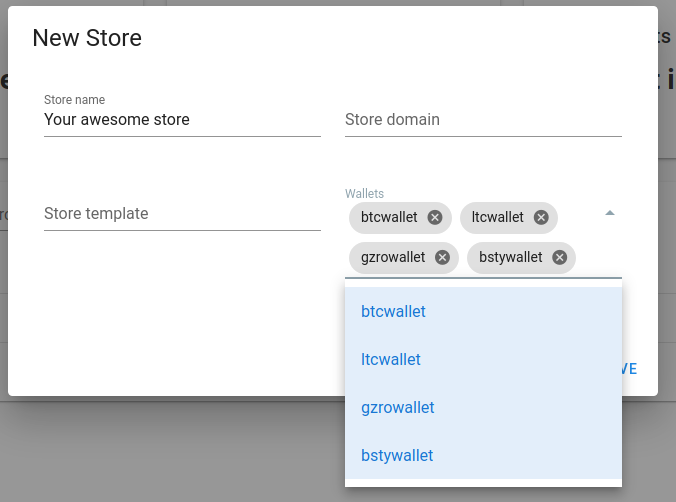 New Store
Store name
Your awesome store
Store domain
Store template
Wallets
btcwallet
ltcwallet
gzrowallet
bstywallet
btcwallet
ltcwallet
gzrowallet
bstywallet